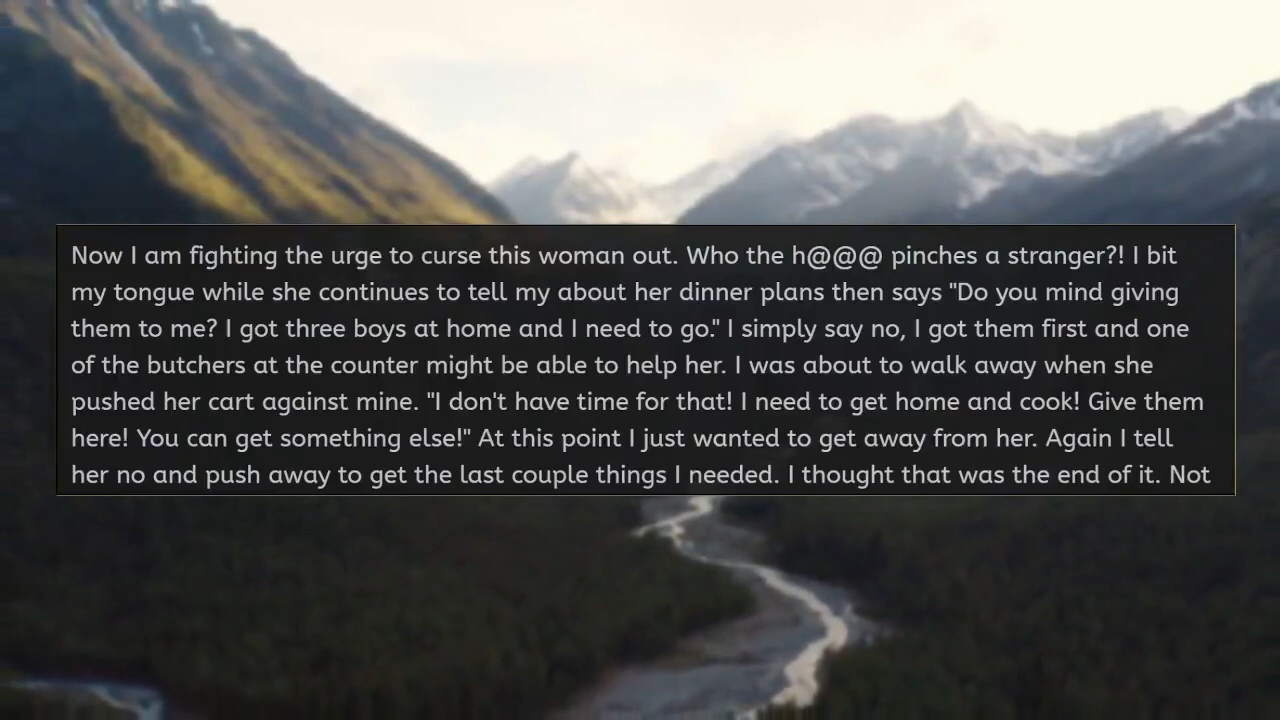 Now I am fighting the urge to curse this woman out. Who the h@@@ pinches a stranger?! I bit
my tongue while she continues to tell my about her dinner plans then says "Do you mind giving
them to me? I got three boys at home and I need to go." I simply say no, I got them first and one
of the butchers at the counter might be able to help her. I was about to walk away when she
pushed her cart against mine. "I don't have time for that! I need to get home and cook! Give them
here! You can get something else!" At this point I just wanted to get away from her. Again I tell
her no and push away to get the last couple things I needed. I thought that was the end of it. Not